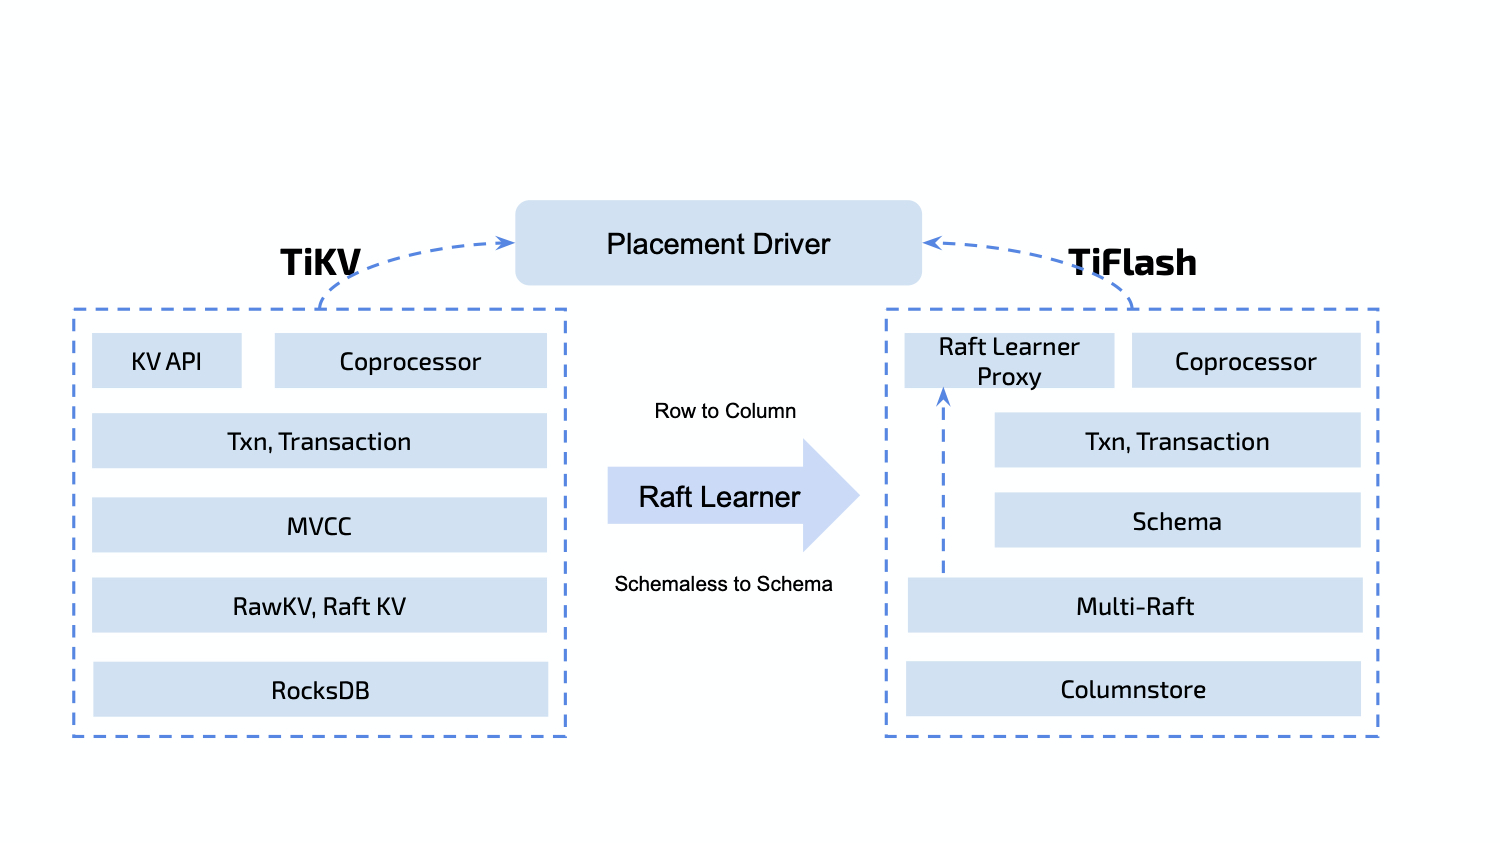 Placement Driver
TiKV
TiFlash
KV API
Coprocessor
Txn, Transaction
MVCC
RawKV, Raft KV
RocksDB
Row to Column
Raft Learner
Schemaless to Schema
Raft Learner
Proxy
Coprocessor
Txn, Transaction
Schema
Multi-Raft
Columnstore